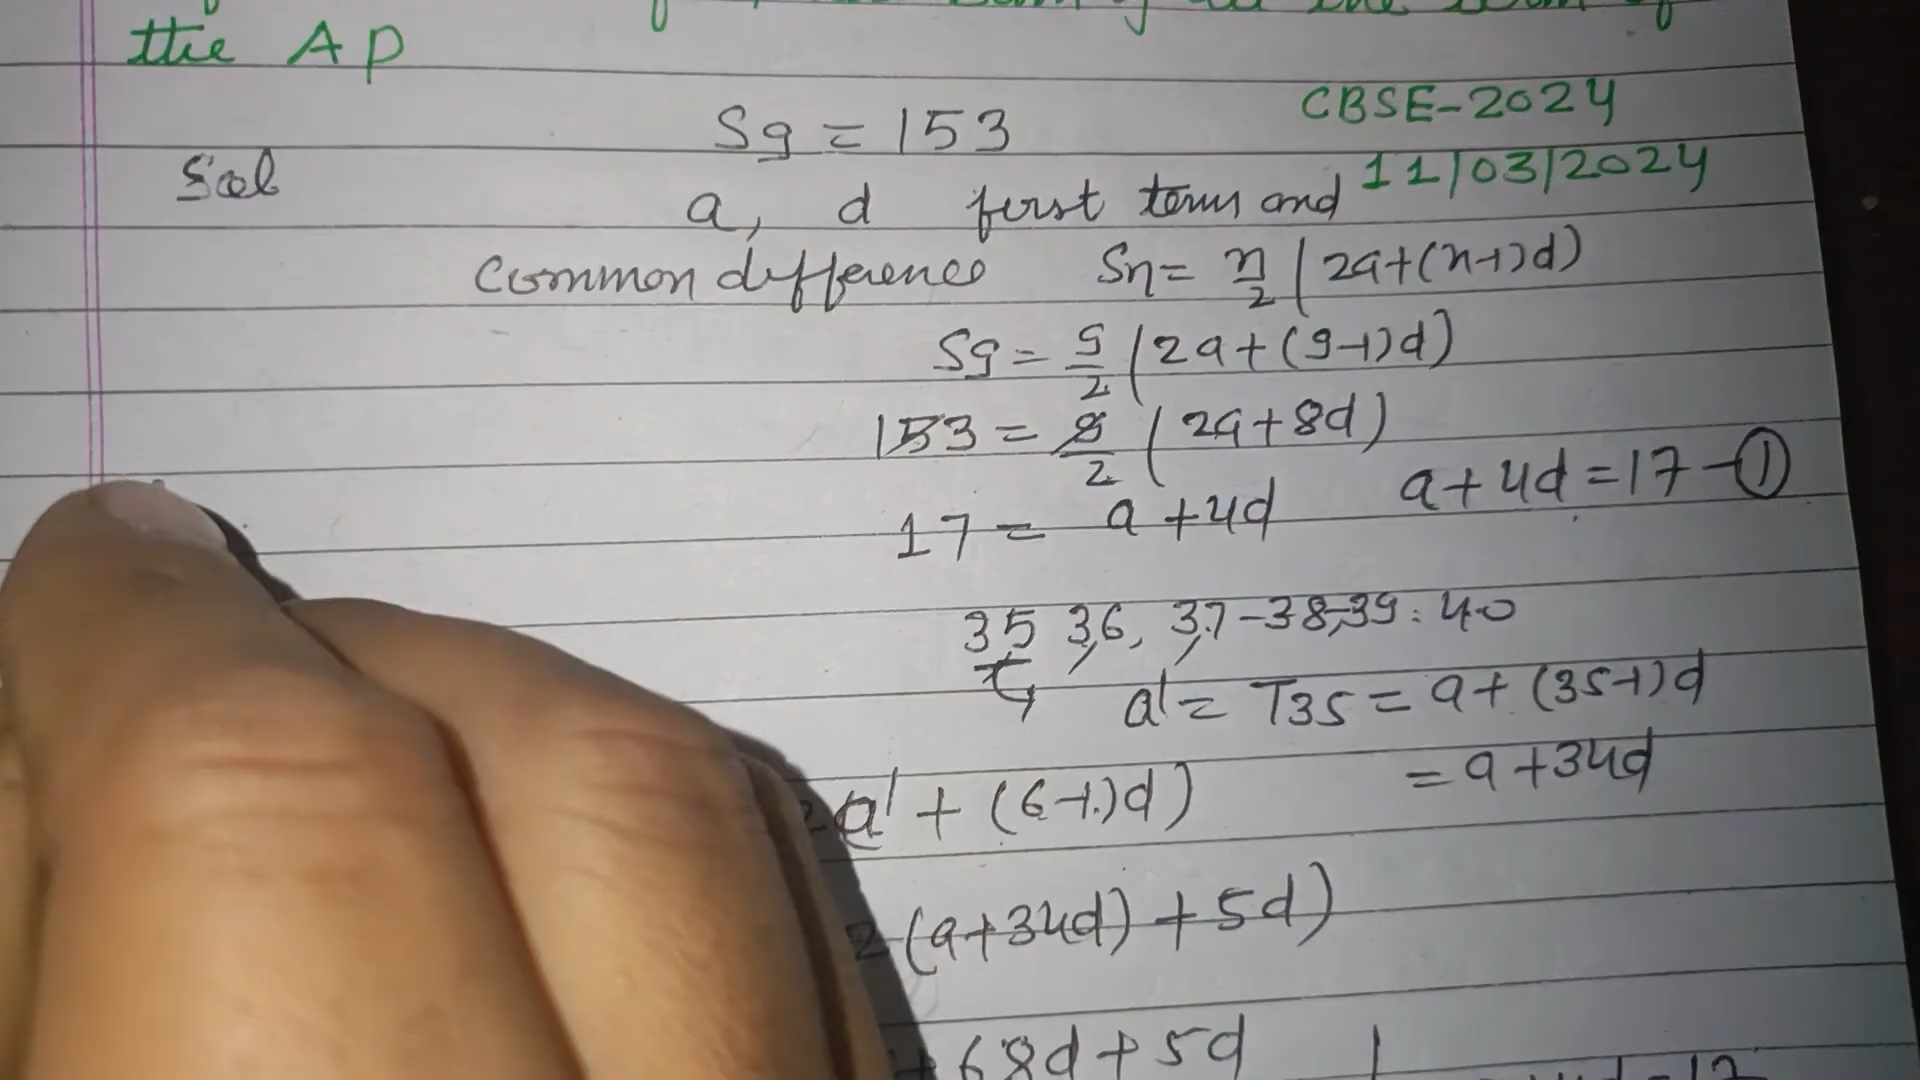 the AP
CBSE-2024
S9 = 153
11/03/2024
Sol
a, d first term and
Common difference Sn = n/2 (2a+(n-1)d)
S9 = 9/2 (2a+(9-1)d)
153 = 9/2 (2a+8d)
17 = a+4d a+4d=17-①
35 36, 37-38,39. 40
a' = T35 = a+(35-1)d
= a+34d
2a' + (6-1)d)
2(a+34d)+5d)
+68d+5d